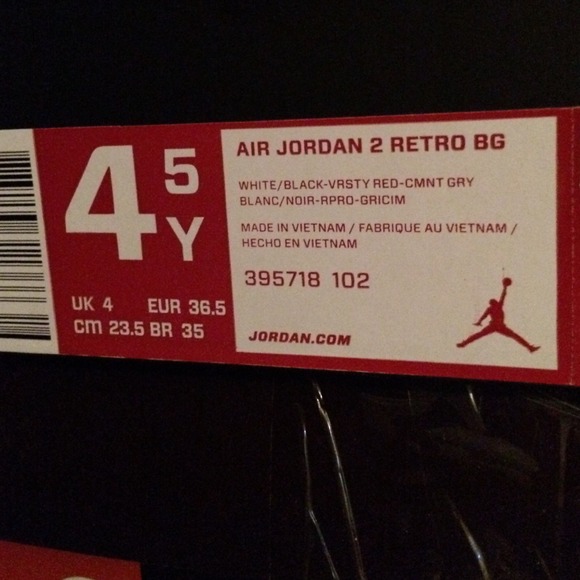 4 5 Y
UK 4 EUR 36.5
CM 23.5 BR 35
AIR JORDAN 2 RETRO BG
WHITE/BLACK-VRSTY RED-CMNT GRY
BLANC/NOIR-RPRO-GRICIM
MADE IN VIETNAM / FABRIQUE AU VIETNAM /
HECHO EN VIETNAM
395718 102
JORDAN.COM